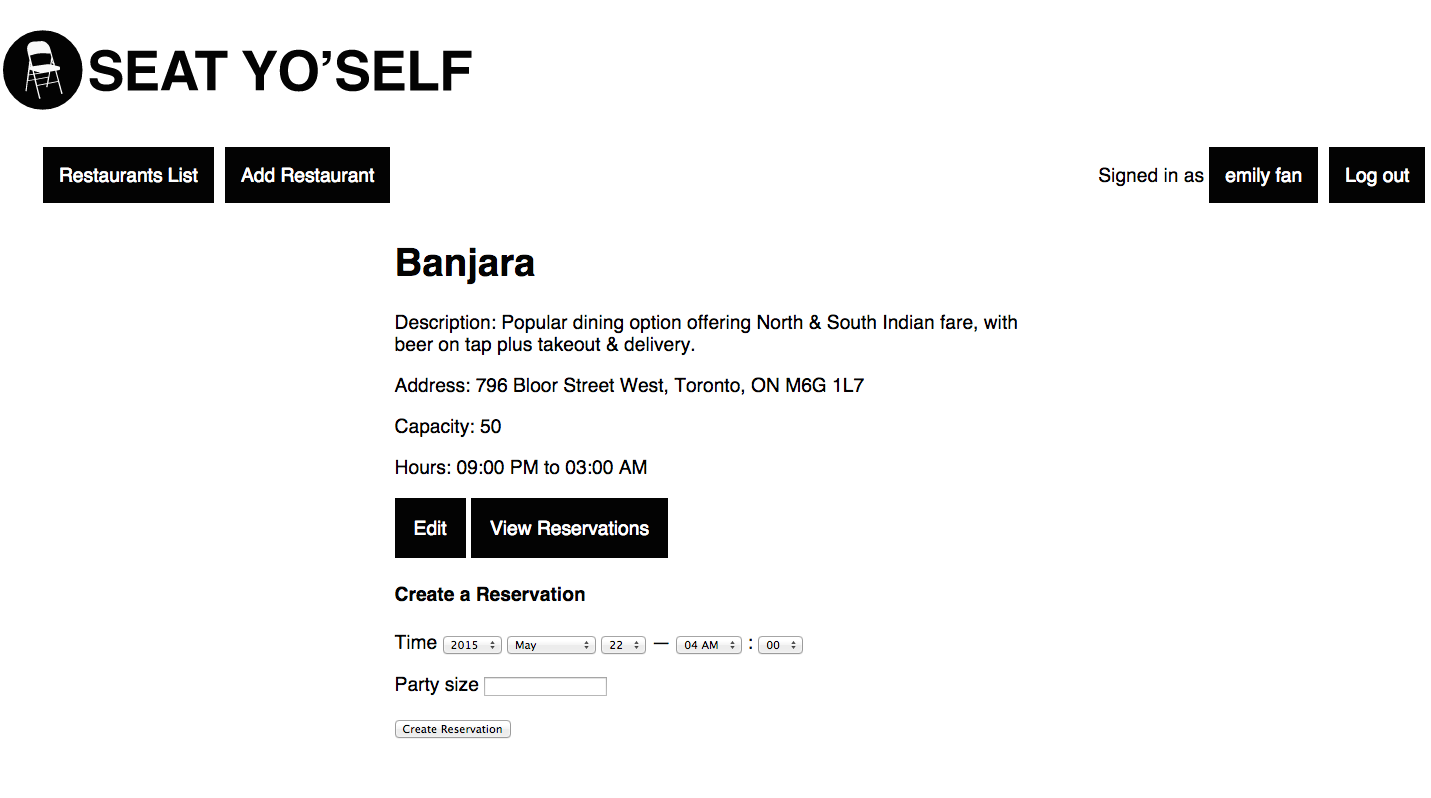 SEAT YO’SELF
Restaurants List Add Restaurant Signed in as emily fan Log out
Banjara
Description: Popular dining option offering North & South Indian fare, with
beer on tap plus takeout & delivery.
Address: 796 Bloor Street West, Toronto, ON M6G 1L7
Capacity: 50
Hours: 09:00 PM to 03:00 AM
Edit View Reservations
Create a Reservation
Time 2015 May 22 — 04 AM : 00
Party size
Create Reservation